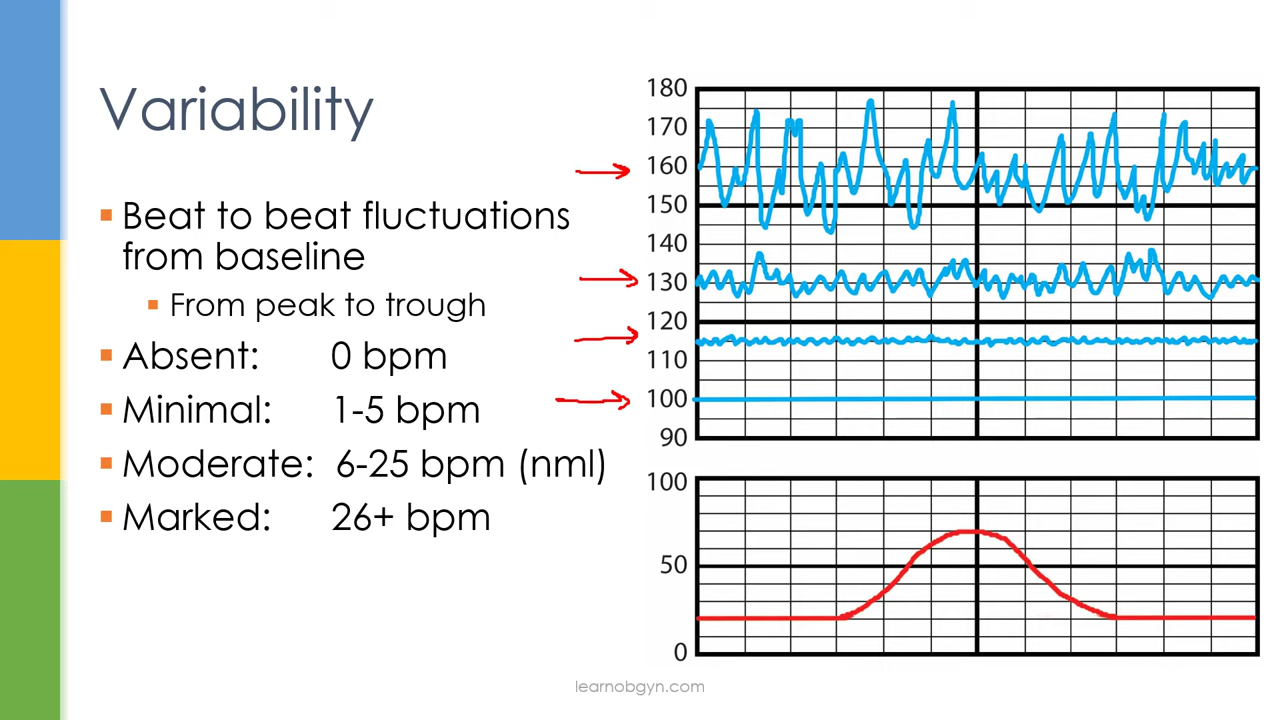 Variability
Beat to beat fluctuations
from baseline
From peak to trough
Absent: 0 bpm
Minimal: 1-5 bpm
Moderate: 6-25 bpm (nml)
Marked: 26+ bpm
180
170
160
150
140
130
120
110
100
90
100
50
0
learnobgyn.com